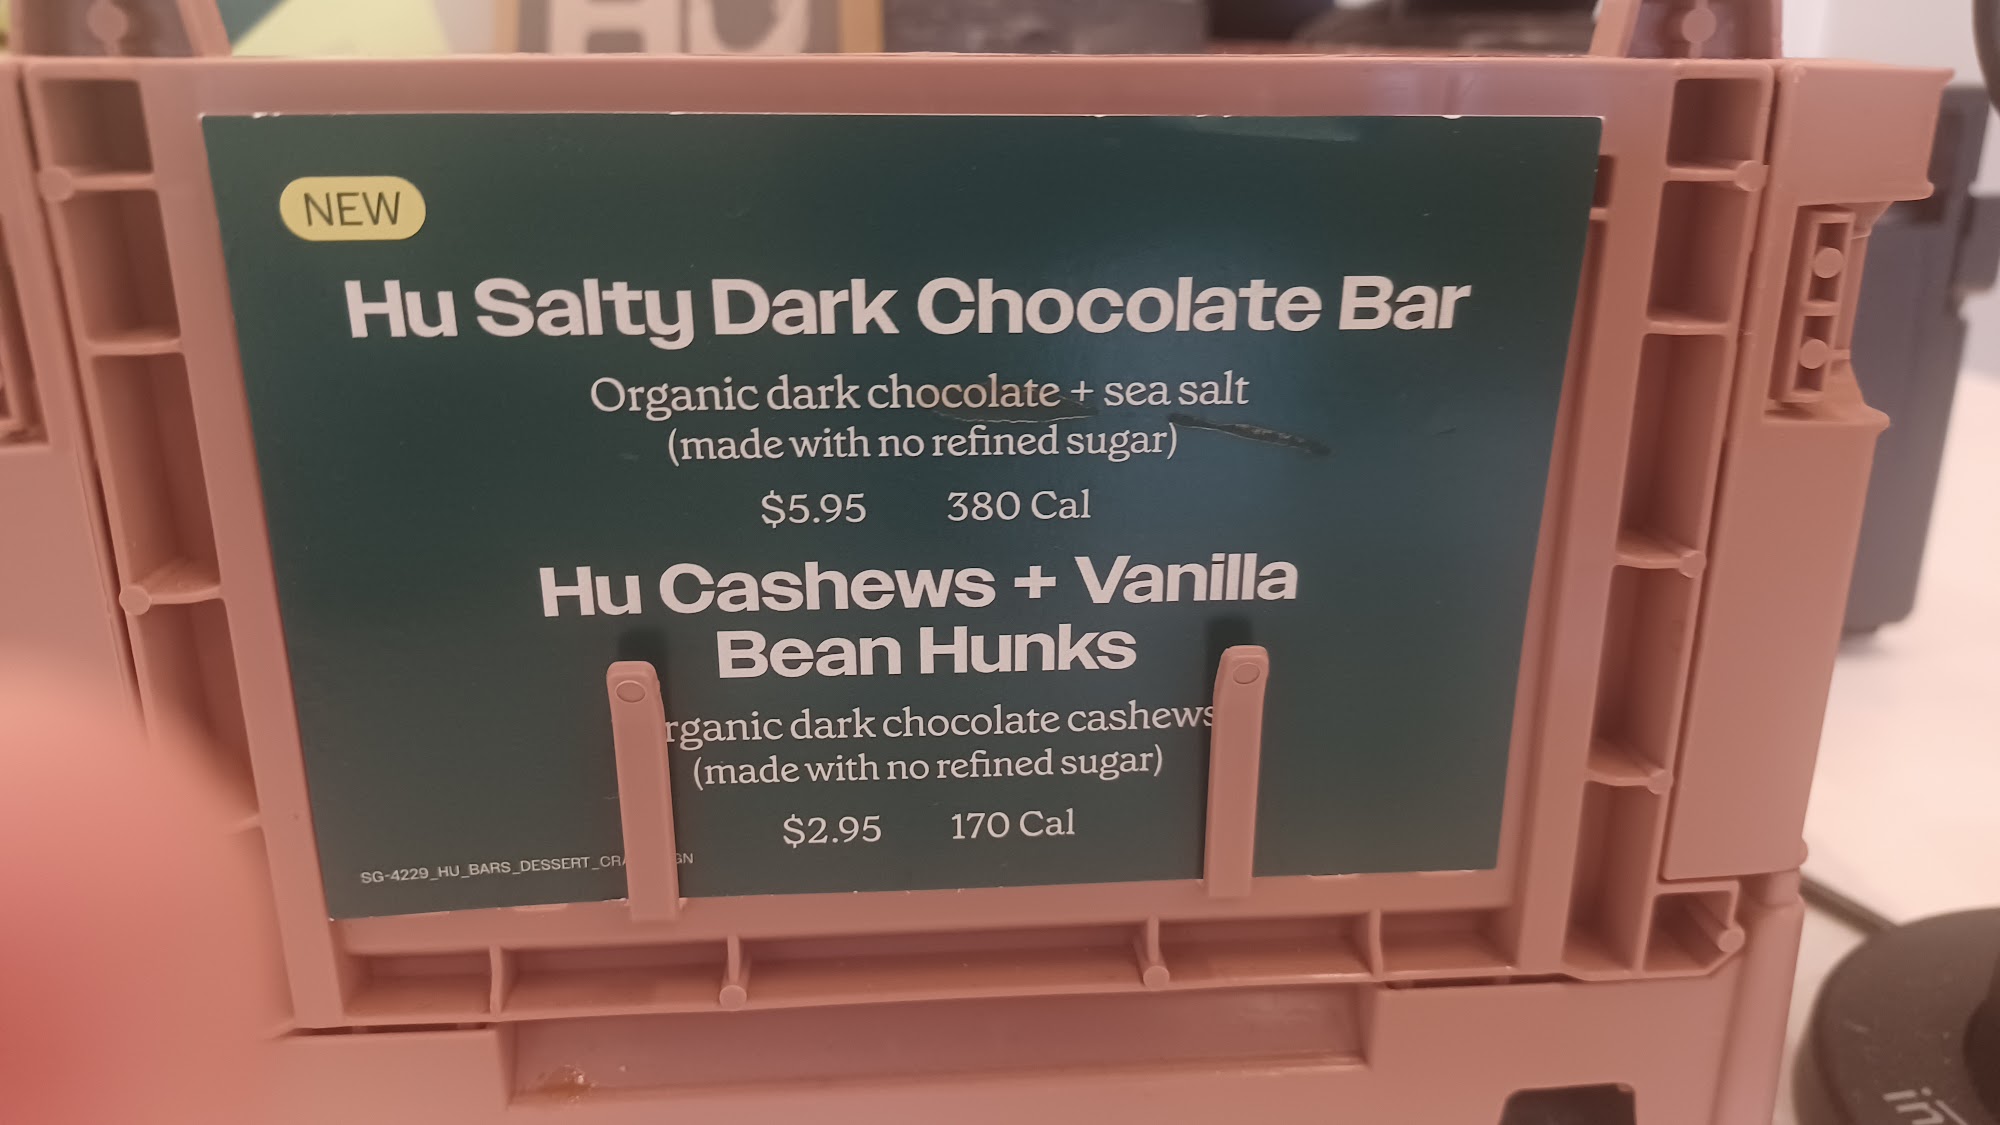 NEW
Hu Salty Dark Chocolate Bar
Organic dark chocolate + sea salt
(made with no refined sugar)
$5.95 380 Cal
Hu Cashews + Vanilla
Bean Hunks
rganic dark chocolate cashews
(made with no refined sugar)
$2.95 170 Cal